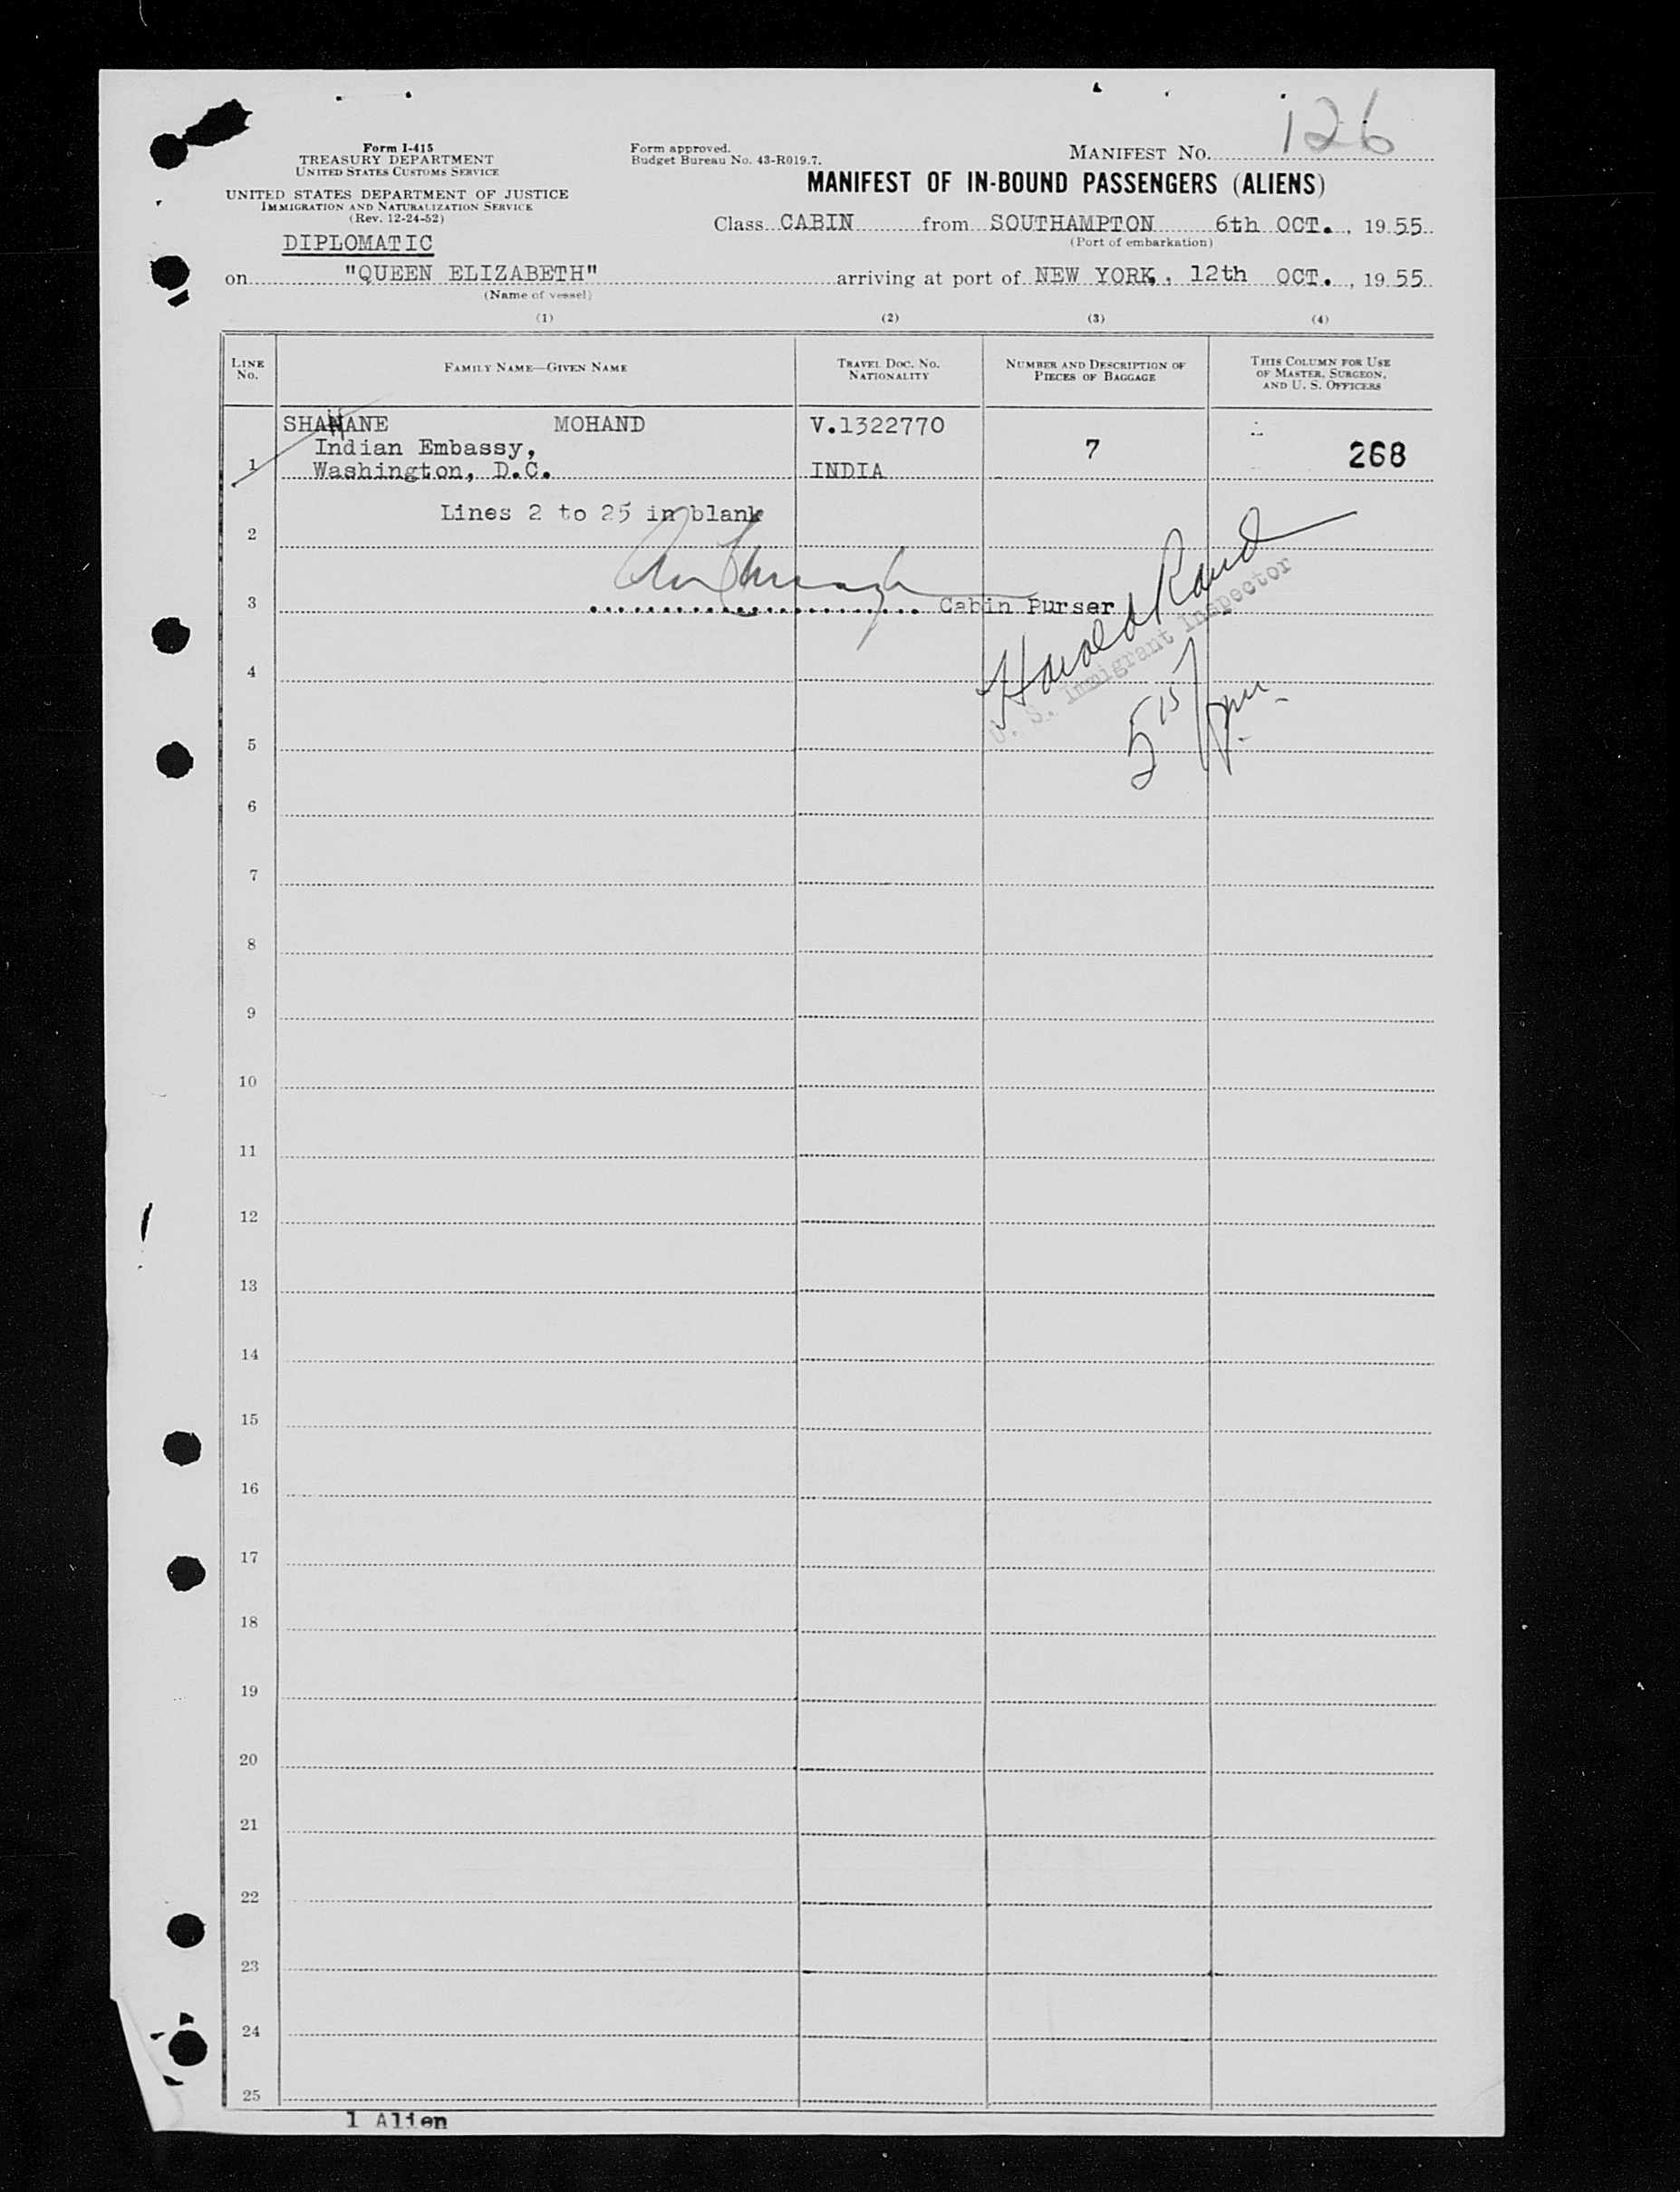 126
Form I-415
TREASURY DEPARTMENT
UNITED STATES CUSTOMS SERVICE
UNITED STATES DEPARTMENT OF JUSTICE
IMMIGRATION AND NATURALIZATION SERVICE
(Rev. 12-24-52)
DIPLOMATIC
Form approved.
Budget Bureau No. 43-R019.7.
MANIFEST NO.
MANIFEST OF IN-BOUND PASSENGERS (ALIENS)
Class CABIN from SOUTHAMPTON 6th OCT., 1955
(Port of embarkation)
on "QUEEN ELIZABETH" arriving at port of NEW YORK, 12th OCT., 1955
(Name of vessel)
(1) (2) (3) (4)
LINE NO.
FAMILY NAME—GIVEN NAME
TRAVEL DOC. NO.
NATIONALITY
NUMBER AND DESCRIPTION OF
PIECES OF BAGGAGE
THIS COLUMN FOR USE
OF MASTER, SURGEON,
AND U. S. OFFICERS
SHAHANE MOHAND V.1322770
Indian Embassy, 7 268
1 Washington, D.C. INDIA
Lines 2 to 25 in blank
2
3 Cabin Purser
Harold Rand
U. S. Immigrant Inspector
5 15/pm.
4
5
6
7
8
9
10
11
12
13
14
15
16
17
18
19
20
21
22
23
24
25
1 Alien